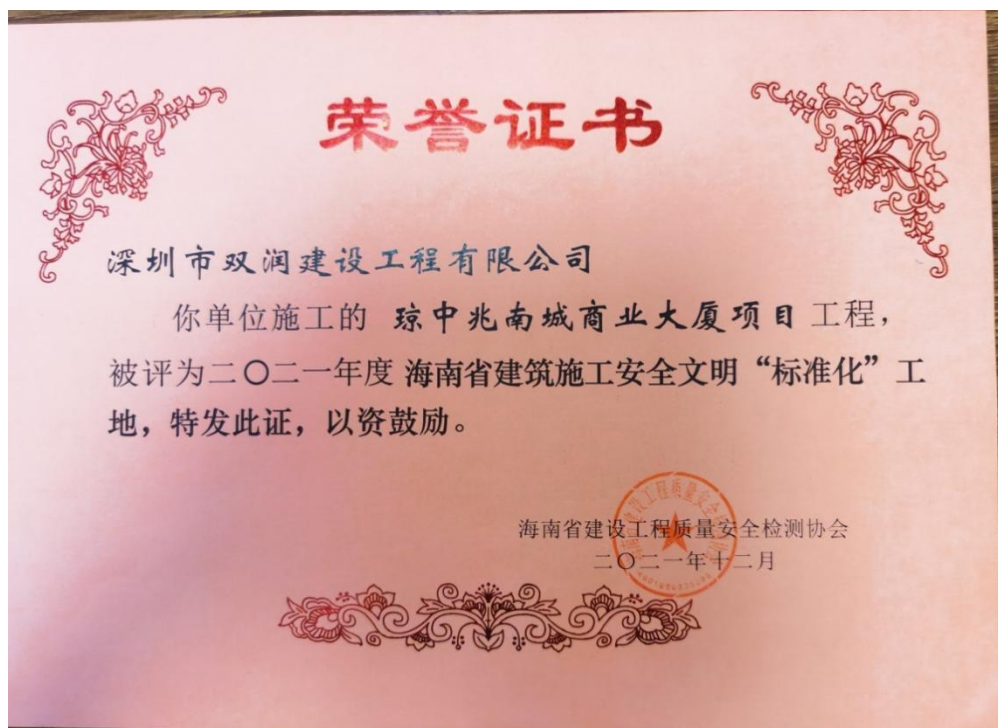 荣誉证书
深圳市双润建设工程有限公司
你单位施工的 琼中兆南城商业大厦项目 工程，
被评为二〇二一年度 海南省建筑施工安全文明“标准化”工
地，特发此证，以资鼓励。
海南省建设工程质量安全检测协会
二〇二一年十二月